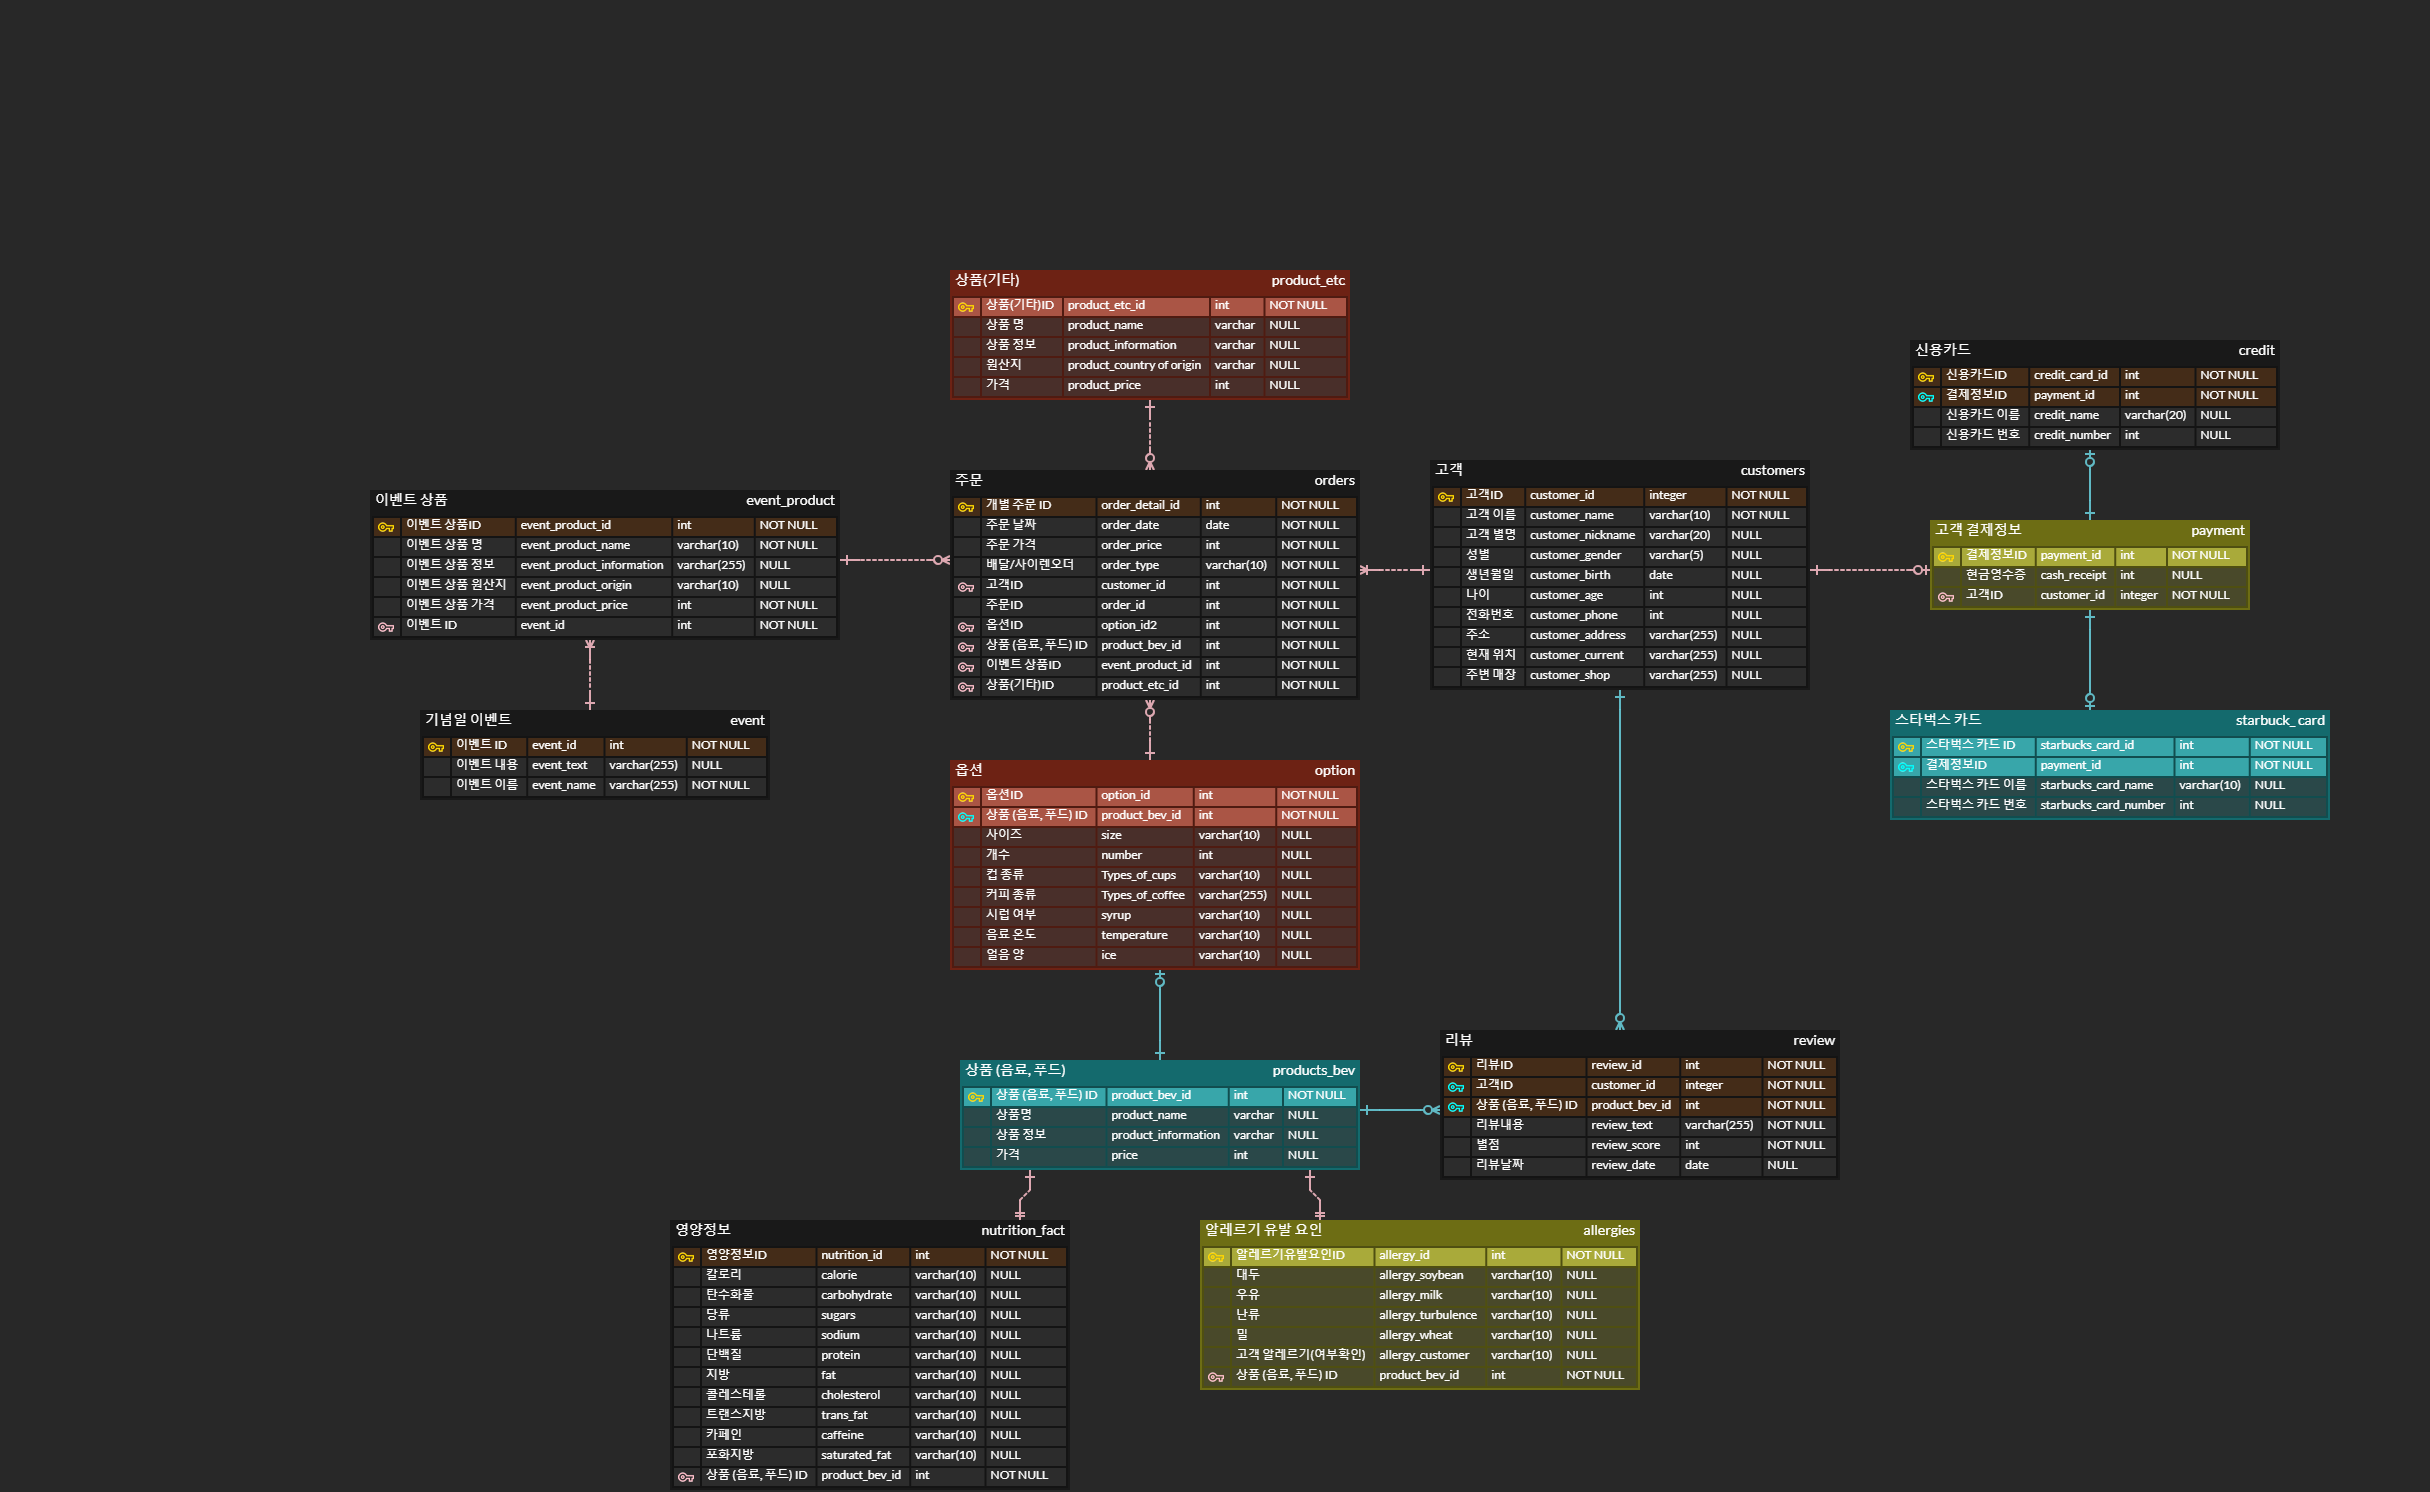 상품(기타) product_etc
상품(기타)ID product_etc_id int NOT NULL
상품 명 product_name varchar NULL
상품 정보 product_information varchar NULL
원산지 product_country of origin varchar NULL
가격 product_price int NULL
신용카드 credit
신용카드ID credit_card_id int NOT NULL
결제정보ID payment_id int NOT NULL
신용카드 이름 credit_name varchar(20) NULL
신용카드 번호 credit_number int NULL
이벤트 상품 event_product
이벤트 상품ID event_product_id int NOT NULL
이벤트 상품 명 event_product_name varchar(10) NOT NULL
이벤트 상품 정보 event_product_information varchar(255) NULL
이벤트 상품 원산지 event_product_origin varchar(10) NULL
이벤트 상품 가격 event_product_price int NOT NULL
이벤트 ID event_id int NOT NULL
주문 orders
개별 주문 ID order_detail_id int NOT NULL
주문 날짜 order_date date NOT NULL
주문 가격 order_price int NOT NULL
배달/사이렌오더 order_type varchar(10) NOT NULL
고객ID customer_id int NOT NULL
주문ID order_id int NOT NULL
옵션ID option_id2 int NOT NULL
상품 (음료, 푸드) ID product_bev_id int NOT NULL
이벤트 상품ID event_product_id int NOT NULL
상품(기타)ID product_etc_id int NOT NULL
고객 customers
고객ID customer_id integer NOT NULL
고객 이름 customer_name varchar(10) NOT NULL
고객 별명 customer_nickname varchar(20) NULL
성별 customer_gender varchar(5) NULL
생년월일 customer_birth date NULL
나이 customer_age int NULL
전화번호 customer_phone int NULL
주소 customer_address varchar(255) NULL
현재 위치 customer_current varchar(255) NULL
주변 매장 customer_shop varchar(255) NULL
고객 결제정보 payment
결제정보ID payment_id int NOT NULL
현금영수증 cash_receipt int NULL
고객ID customer_id integer NOT NULL
기념일 이벤트 event
이벤트 ID event_id int NOT NULL
이벤트 내용 event_text varchar(255) NULL
이벤트 이름 event_name varchar(255) NOT NULL
스타벅스 카드 starbuck_ card
스타벅스 카드 ID starbucks_card_id int NOT NULL
결제정보ID payment_id int NOT NULL
스타벅스 카드 이름 starbucks_card_name varchar(10) NULL
스타벅스 카드 번호 starbucks_card_number int NULL
옵션 option
옵션ID option_id int NOT NULL
상품 (음료, 푸드) ID product_bev_id int NOT NULL
사이즈 size varchar(10) NULL
개수 number int NULL
컵 종류 Types_of_cups varchar(10) NULL
커피 종류 Types_of_coffee varchar(255) NULL
시럽 여부 syrup varchar(10) NULL
음료 온도 temperature varchar(10) NULL
얼음 양 ice varchar(10) NULL
상품 (음료, 푸드) products_bev
상품 (음료, 푸드) ID product_bev_id int NOT NULL
상품명 product_name varchar NULL
상품 정보 product_information varchar NULL
가격 price int NULL
리뷰 review
리뷰ID review_id int NOT NULL
고객ID customer_id integer NOT NULL
상품 (음료, 푸드) ID product_bev_id int NOT NULL
리뷰내용 review_text varchar(255) NOT NULL
별점 review_score int NOT NULL
리뷰날짜 review_date date NULL
영양정보 nutrition_fact
영양정보ID nutrition_id int NOT NULL
칼로리 calorie varchar(10) NULL
탄수화물 carbohydrate varchar(10) NULL
당류 sugars varchar(10) NULL
나트륨 sodium varchar(10) NULL
단백질 protein varchar(10) NULL
지방 fat varchar(10) NULL
콜레스테롤 cholesterol varchar(10) NULL
트랜스지방 trans_fat varchar(10) NULL
카페인 caffeine varchar(10) NULL
포화지방 saturated_fat varchar(10) NULL
상품 (음료, 푸드) ID product_bev_id int NOT NULL
알레르기 유발 요인 allergies
알레르기유발요인ID allergy_id int NOT NULL
대두 allergy_soybean varchar(10) NULL
우유 allergy_milk varchar(10) NULL
난류 allergy_turbulence varchar(10) NULL
밀 allergy_wheat varchar(10) NULL
고객 알레르기(여부확인) allergy_customer varchar(10) NULL
상품 (음료, 푸드) ID product_bev_id int NOT NULL